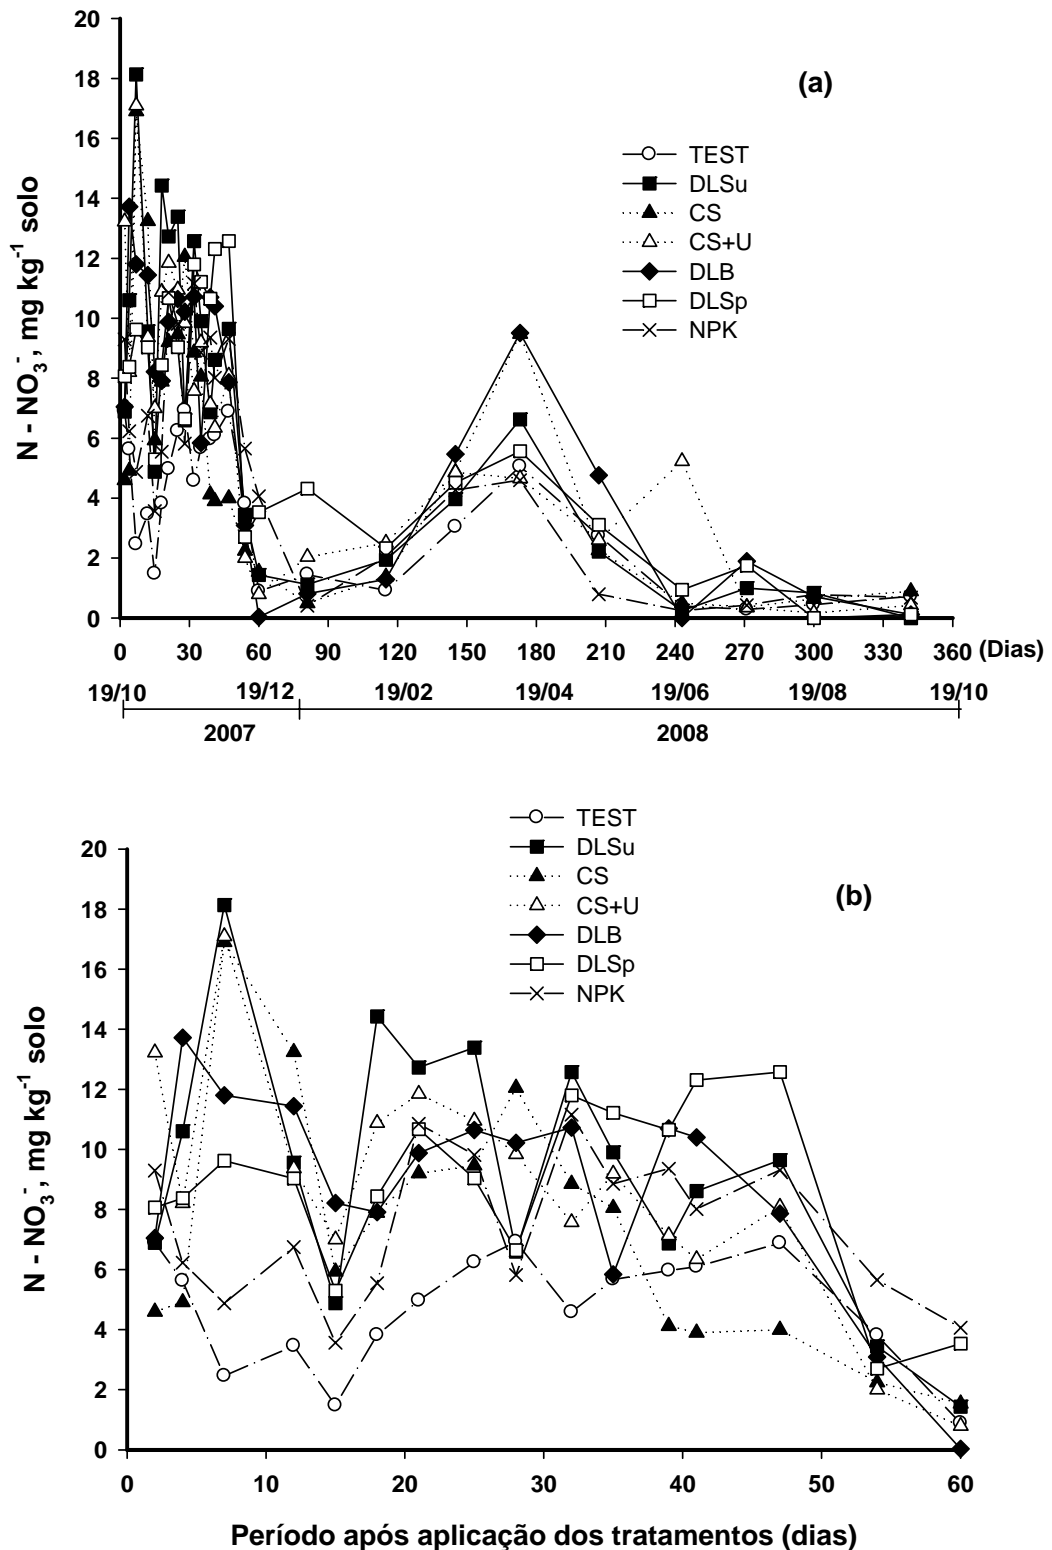 20
18
16
14
12
10
8
6
4
2
0
N - NO₃⁻, mg kg⁻¹ solo
(a)
TEST
DLSu
CS
CS+U
DLB
DLSp
NPK
0 30 60 90 120 150 180 210 240 270 300 330 360 (Dias)
19/10 19/12 19/02 19/04 19/06 19/08 19/10
2007 2008
TEST
DLSu
CS
CS+U
DLB
DLSp
NPK
(b)
20
18
16
14
12
10
8
6
4
2
0
N - NO₃⁻, mg kg⁻¹ solo
0 10 20 30 40 50 60
Período após aplicação dos tratamentos (dias)